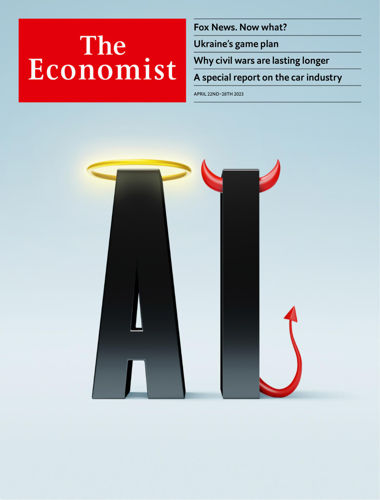 The
Economist
Fox News. Now what?
Ukraine's game plan
Why civil wars are lasting longer
A special report on the car industry
APRIL 22ND–28TH 2023
AI